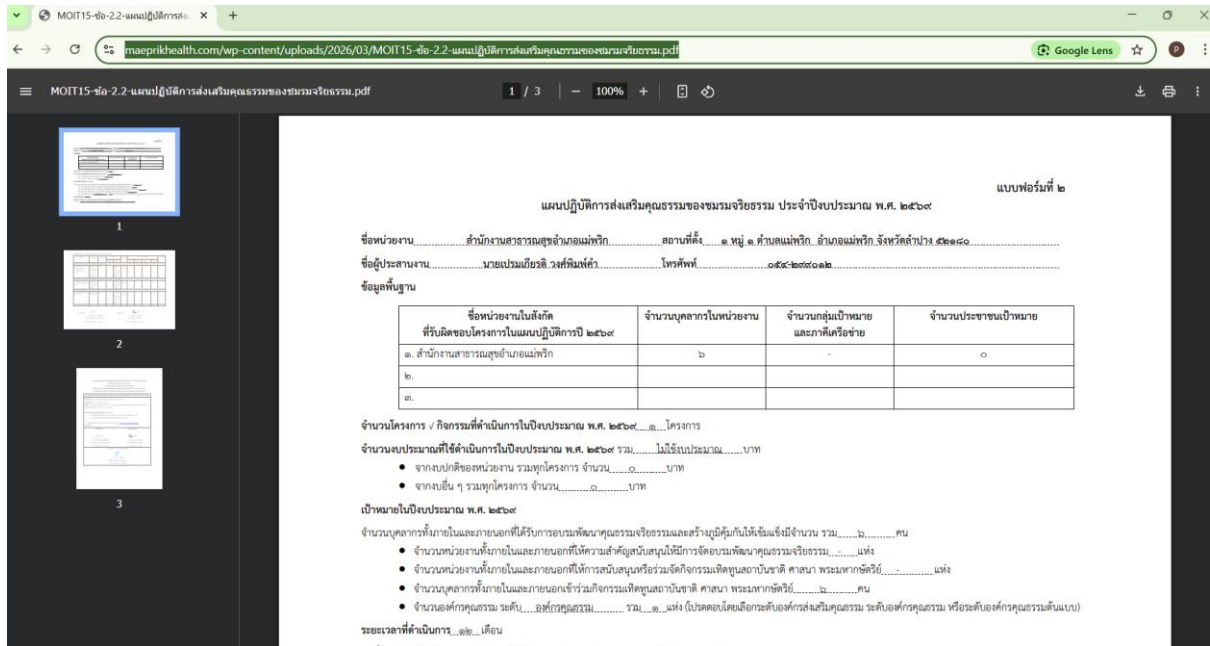 MOIT15-ข้อ-2.2-แผนปฏิบัติการส่งเ
maeprikhealth.com/wp-content/uploads/2026/03/MOIT15-ข้อ-2.2-แผนปฏิบัติการส่งเสริมคุณธรรมของชมรมจริยธรรม.pdf
Google Lens
P
MOIT15-ข้อ-2.2-แผนปฏิบัติการส่งเสริมคุณธรรมของชมรมจริยธรรม.pdf
1 / 3
100%
1
2
3
แบบฟอร์มที่ ๒
แผนปฏิบัติการส่งเสริมคุณธรรมของชมรมจริยธรรม ประจำปีงบประมาณ พ.ศ. ๒๕๖๙
ชื่อหน่วยงาน สำนักงานสาธารณสุขอำเภอแม่พริก สถานที่ตั้ง ๑ หมู่ ๑ ตำบลแม่พริก อำเภอแม่พริก จังหวัดลำปาง ๕๒๑๘๐
ชื่อผู้ประสานงาน นายเปรมเกียรติ วงศ์พิมพ์คำ โทรศัพท์ ๐๕๔-๒๙๙๐๑๒
ข้อมูลพื้นฐาน
ชื่อหน่วยงานในสังกัด
ที่รับผิดชอบโครงการในแผนปฏิบัติการปี ๒๕๖๙
จำนวนบุคลากรในหน่วยงาน
จำนวนกลุ่มเป้าหมาย
และภาคีเครือข่าย
จำนวนประชาชนเป้าหมาย
๑. สำนักงานสาธารณสุขอำเภอแม่พริก ๖ - ๐
๒.
๓.
จำนวนโครงการ √ กิจกรรมที่ดำเนินการในปีงบประมาณ พ.ศ. ๒๕๖๙ ๑ โครงการ
จำนวนงบประมาณที่ใช้ดำเนินการในปีงบประมาณ พ.ศ. ๒๕๖๙ รวม ไม่ใช้งบประมาณ บาท
● จากงบปกติของหน่วยงาน รวมทุกโครงการ จำนวน ๐ บาท
● จากงบอื่น ๆ รวมทุกโครงการ จำนวน ๐ บาท
เป้าหมายในปีงบประมาณ พ.ศ. ๒๕๖๙
จำนวนบุคลากรทั้งภายในและภายนอกที่ได้รับการอบรมพัฒนาคุณธรรมจริยธรรมและสร้างภูมิคุ้มกันให้เข้มแข็งมีจำนวน รวม ๖ คน
● จำนวนหน่วยงานทั้งภายในและภายนอกที่ให้ความสำคัญสนับสนุนให้มีการจัดอบรมพัฒนาคุณธรรมจริยธรรม - แห่ง
● จำนวนหน่วยงานทั้งภายในและภายนอกที่ให้การสนับสนุนหรือร่วมจัดกิจกรรมเทิดทูนสถาบันชาติ ศาสนา พระมหากษัตริย์ - แห่ง
● จำนวนบุคลากรทั้งภายในและภายนอกเข้าร่วมกิจกรรมเทิดทูนสถาบันชาติ ศาสนา พระมหากษัตริย์ ๖ คน
● จำนวนองค์กรคุณธรรม ระดับ องค์กรคุณธรรม รวม ๑ แห่ง (โปรดตอบโดยเลือกระดับองค์กรส่งเสริมคุณธรรม ระดับองค์กรคุณธรรม หรือระดับองค์กรคุณธรรมต้นแบบ)
ระยะเวลาที่ดำเนินการ ๑๒ เดือน